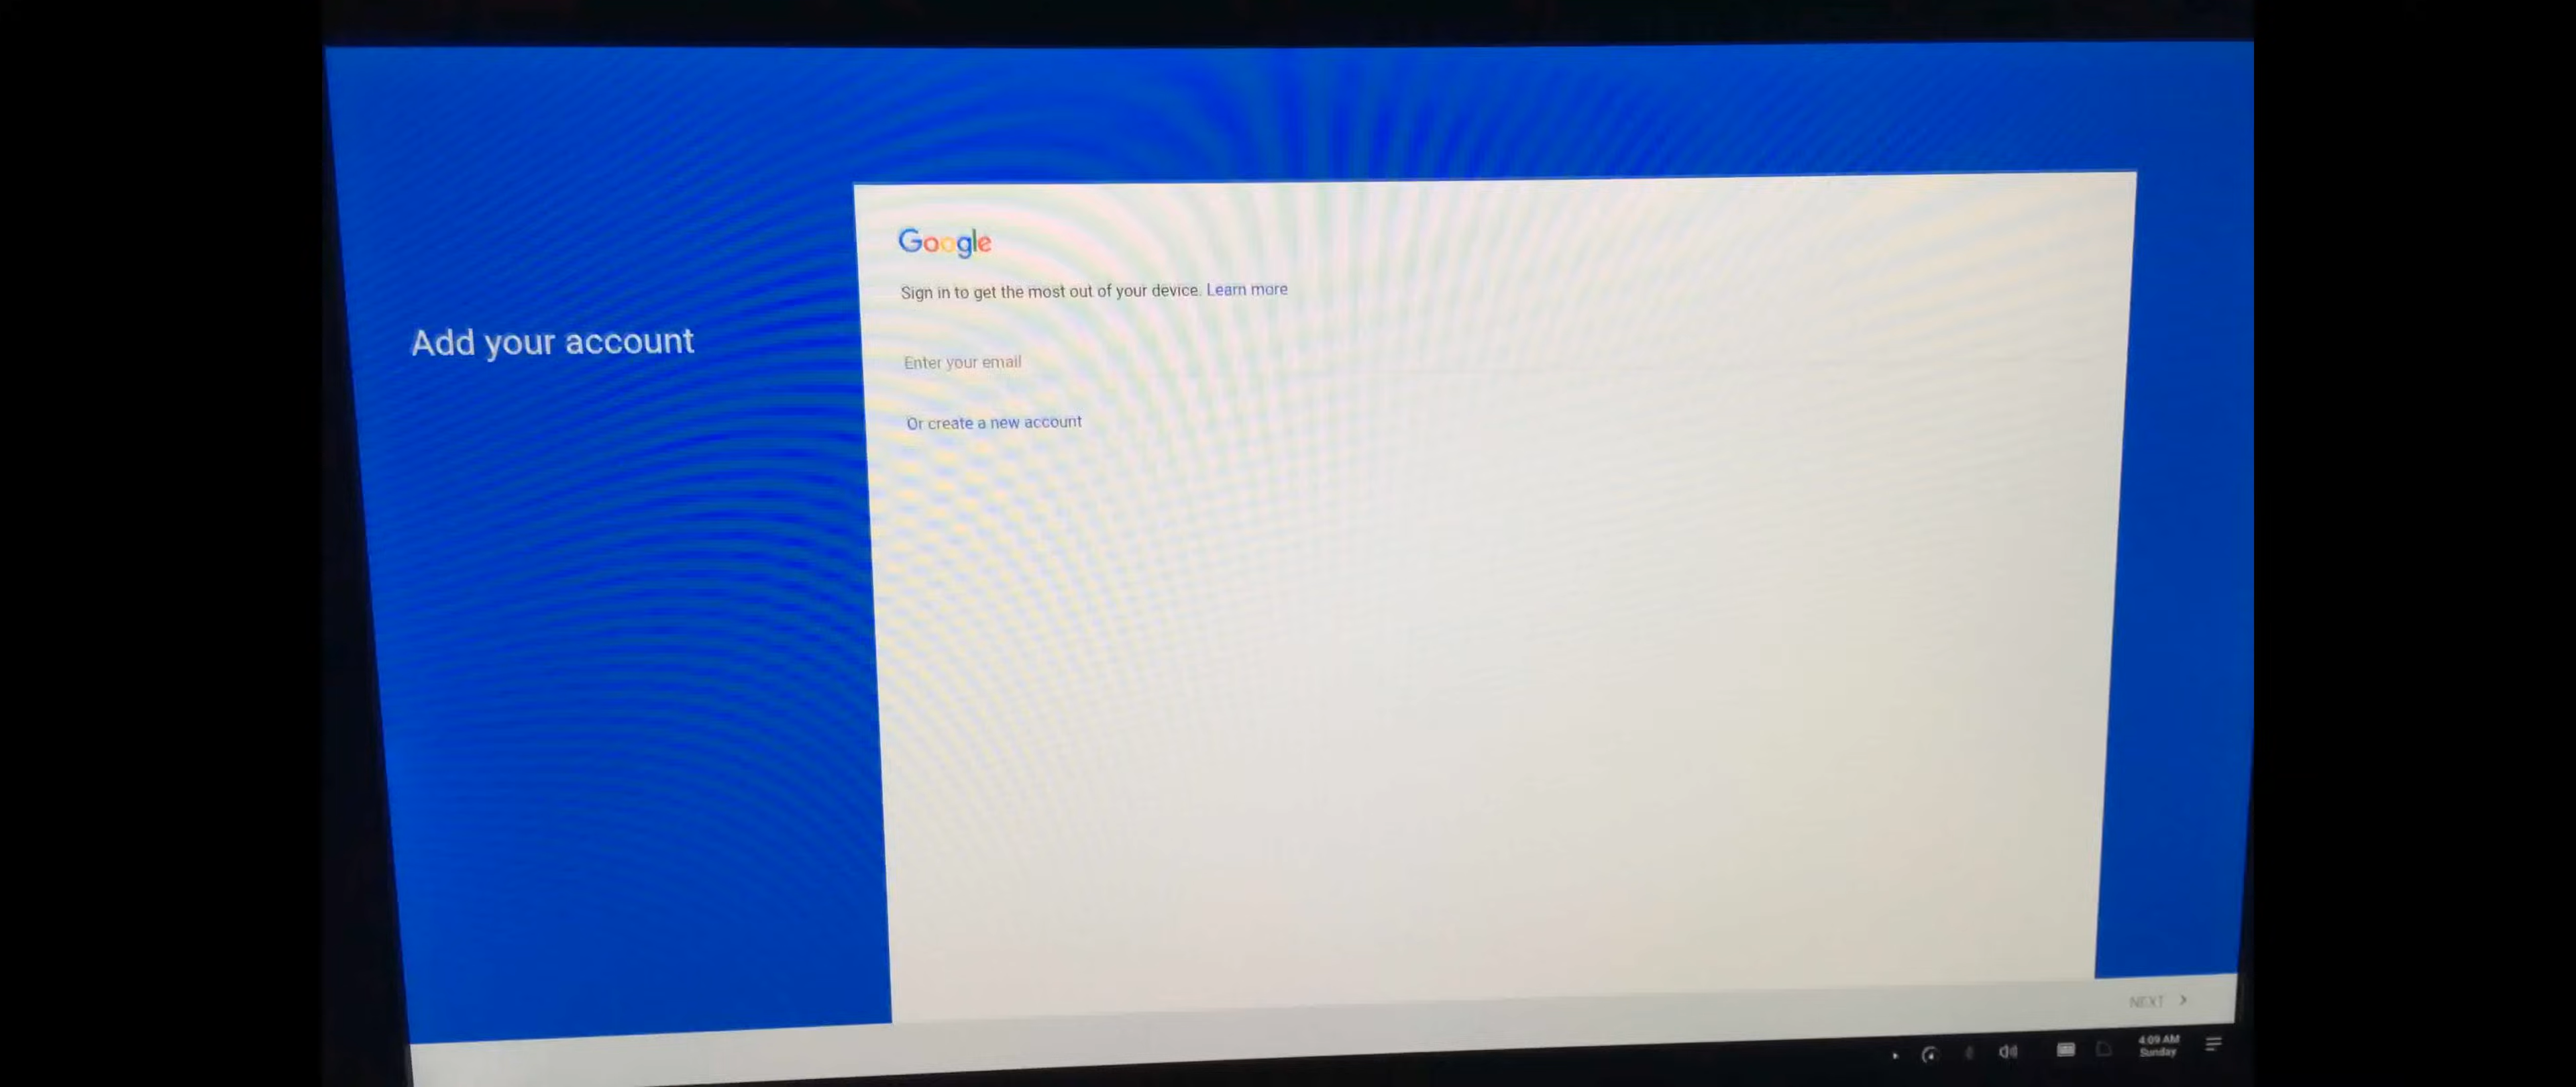 Google
Sign in to get the most out of your device. Learn more
Add your account
Enter your email
Or create a new account
NEXT
4:09 AM
Sunday